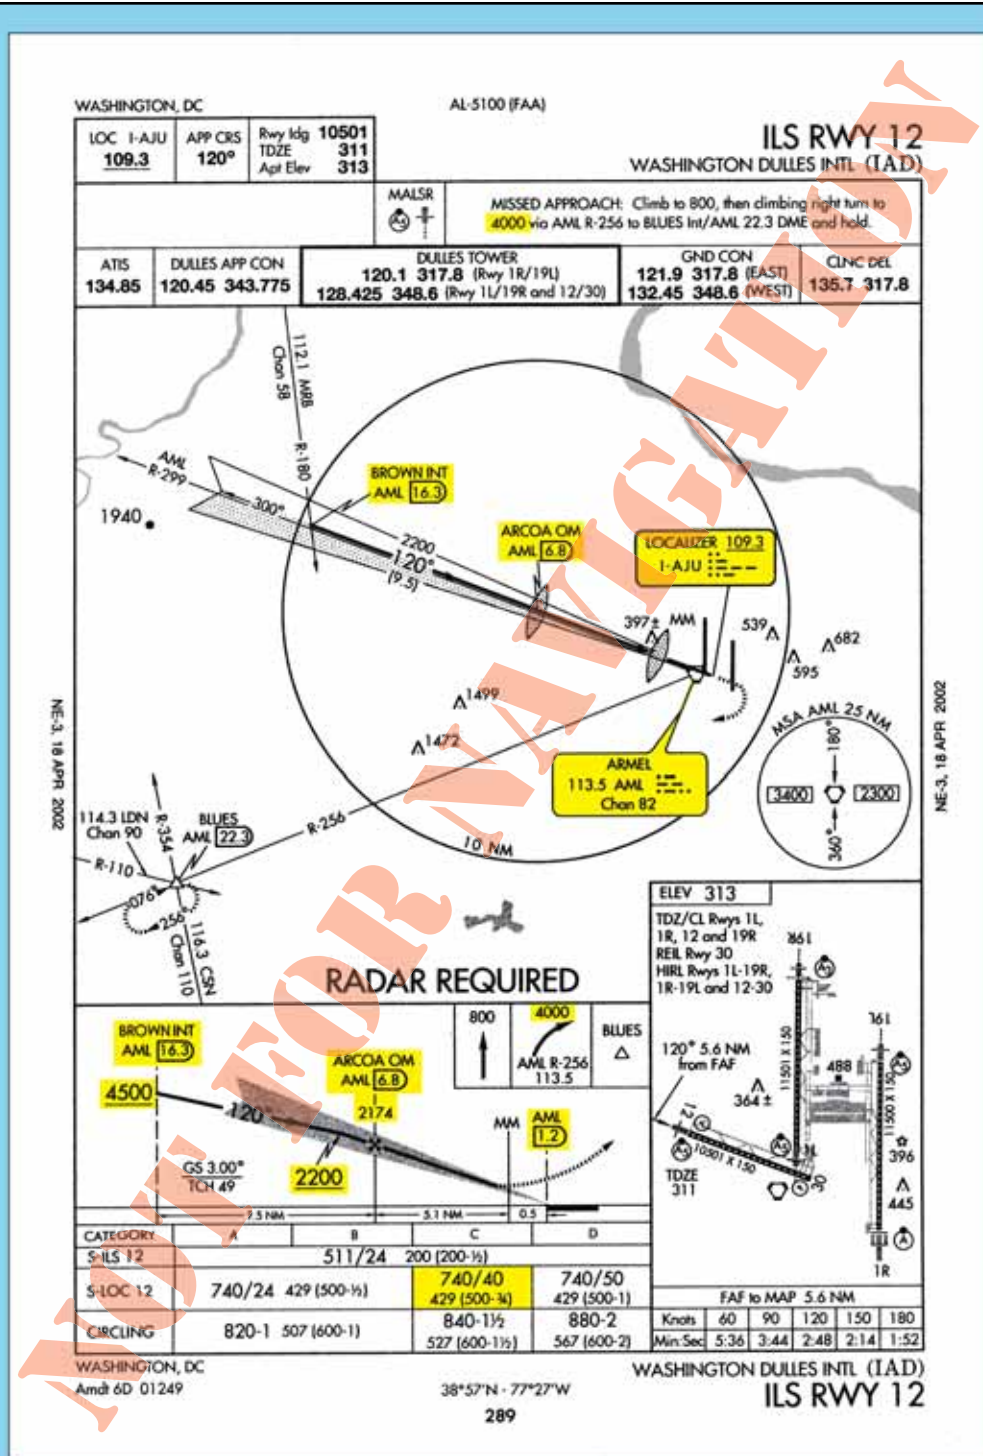 WASHINGTON, DC
AL-5100 (FAA)
LOC I-AJU
109.3
APP CRS
120°
Rwy ldg 10501
TDZE 311
Apt Elev 313
ILS RWY 12
WASHINGTON DULLES INTL (IAD)
MALSR
MISSED APPROACH: Climb to 800, then climbing right turn to
4000 via AML R-256 to BLUES Int/AML 22.3 DME and hold.
ATIS
134.85
DULLES APP CON
120.45 343.775
DULLES TOWER
120.1 317.8 (Rwy 1R/19L)
128.425 348.6 (Rwy 1L/19R and 12/30)
GND CON
121.9 317.8 (EAST)
132.45 348.6 (WEST)
CLNC DEL
135.7 317.8
112.1 MRB
Chan 58
R-180
AML
R-299
300°
1940
BROWN INT
AML 16.3
2200
120°
(9.5)
ARCOA OM
AML 6.8
LOCALIZER 109.3
I-AJU
397± MM
539
682
595
1499
1472
ARMEL
113.5 AML
Chan 82
MSA AML 25 NM
180°
3400
2300
360°
10 NM
R-256
114.3 LDN
Chan 90
R-110
R-354
BLUES
AML 22.3
076°
256°
116.3 CSN
Chan 110
NE-3, 18 APR 2002
NE-3, 18 APR 2002
RADAR REQUIRED
ELEV 313
TDZ/CL Rwys 1L,
1R, 12 and 19R
REIL Rwy 30
HIRL Rwys 1L-19R,
1R-19L and 12-30
19R
19L
120° 5.6 NM
from FAF
11501 X 150
488
364 ±
11500 X 150
396
445
12
10501 X 150
30
1L
TDZE
311
1R
BROWN INT
AML 16.3
4500
120°
ARCOA OM
AML 6.8
2174
2200
GS 3.00°
TCH 49
800
4000
AML R-256
113.5
BLUES
MM
AML
1.2
9.5 NM
5.1 NM
0.5
CATEGORY A B C D
S-ILS 12 511/24 200 (200-½)
S-LOC 12 740/24 429 (500-½)
740/40
429 (500-¾)
740/50
429 (500-1)
CIRCLING 820-1 507 (600-1)
840-1½
527 (600-1½)
880-2
567 (600-2)
FAF to MAP 5.6 NM
Knots 60 90 120 150 180
Min:Sec 5:36 3:44 2:48 2:14 1:52
WASHINGTON, DC
Amdt 6D 01249
38°57'N - 77°27'W
WASHINGTON DULLES INTL (IAD)
ILS RWY 12
289
NOT FOR NAVIGATION